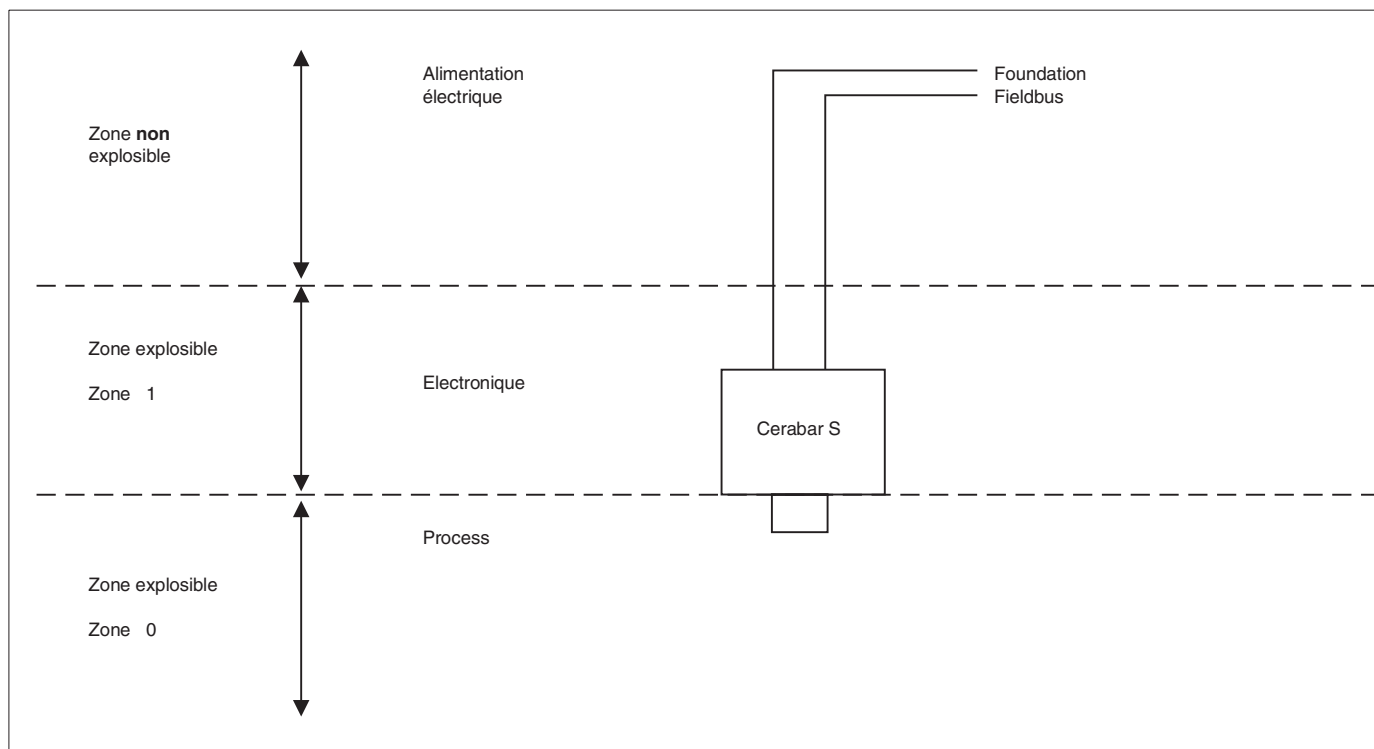 Alimentation
électrique
Foundation
Fieldbus
Zone non
explosible
Zone explosible
Zone 1
Electronique
Cerabar S
Process
Zone explosible
Zone 0